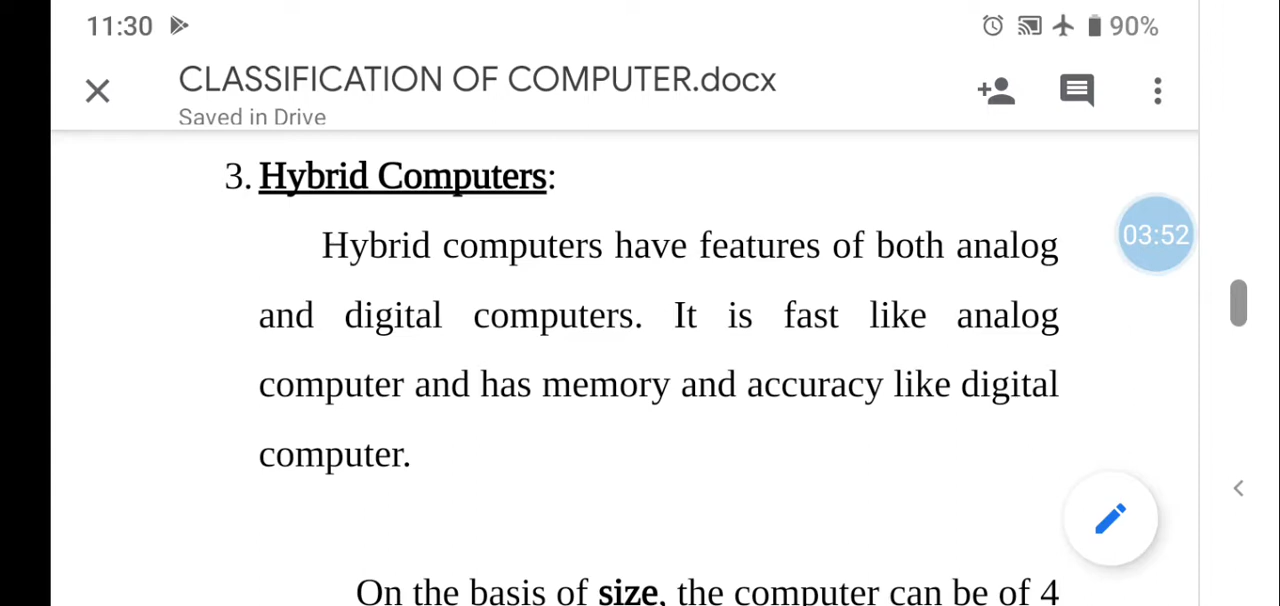 11:30 90%
CLASSIFICATION OF COMPUTER.docx
Saved in Drive
3. Hybrid Computers:
03:52
Hybrid computers have features of both analog
and digital computers. It is fast like analog
computer and has memory and accuracy like digital
computer.
On the basis of size, the computer can be of 4